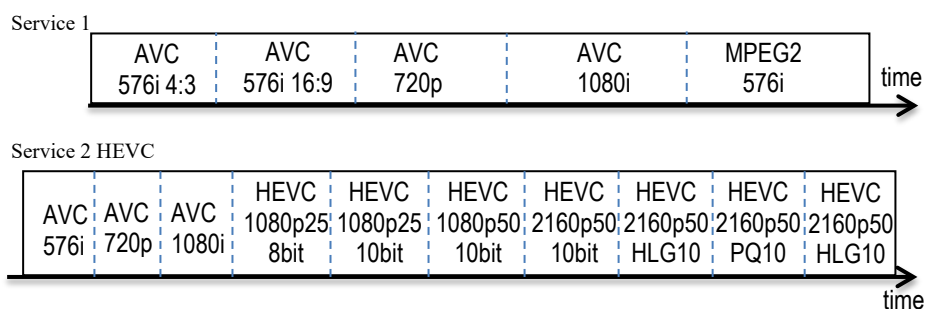 Service 1
AVC AVC AVC AVC MPEG2
576i 4:3 576i 16:9 720p 1080i 576i
time
Service 2 HEVC
HEVC HEVC HEVC HEVC HEVC HEVC HEVC
AVC AVC AVC 1080p25 1080p25 1080p50 2160p50 2160p50 2160p50 2160p50
576i 720p 1080i 8bit 10bit 10bit 10bit HLG10 PQ10 HLG10
time